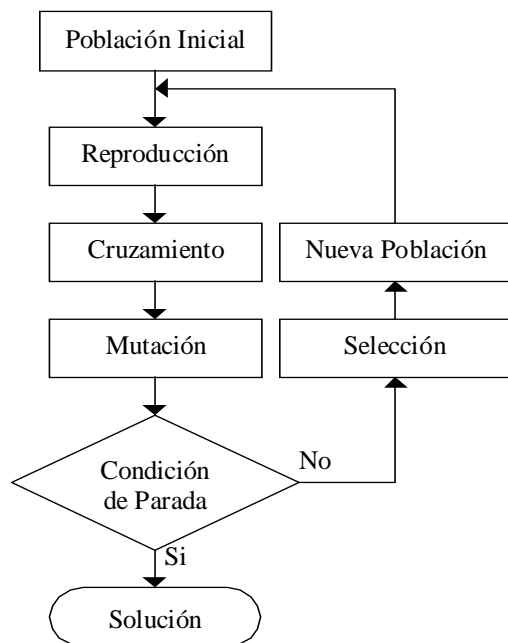 Población Inicial
Reproducción
Cruzamiento
Nueva Población
Mutación
Selección
Condición
de Parada
No
Si
Solución